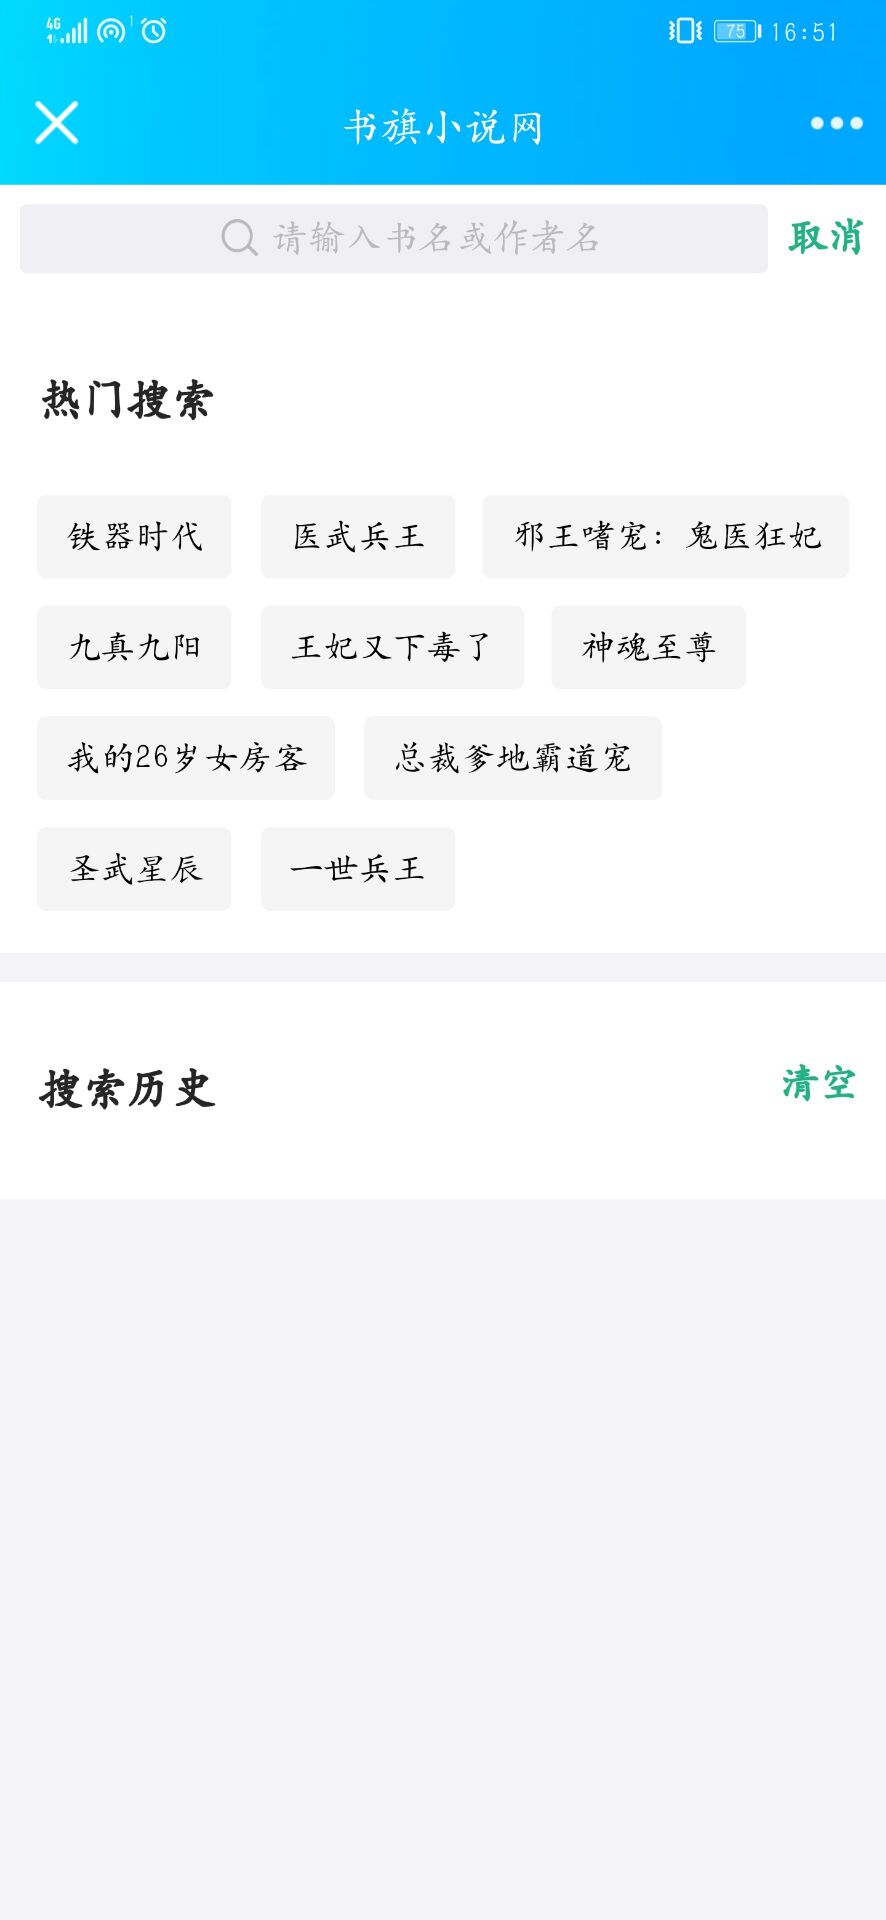 4G 1 75 16:51
书旗小说网
请输入书名或作者名 取消
热门搜索
铁器时代 医武兵王 邪王嗜宠：鬼医狂妃
九真九阳 王妃又下毒了 神魂至尊
我的26岁女房客 总裁爹地霸道宠
圣武星辰 一世兵王
搜索历史 清空